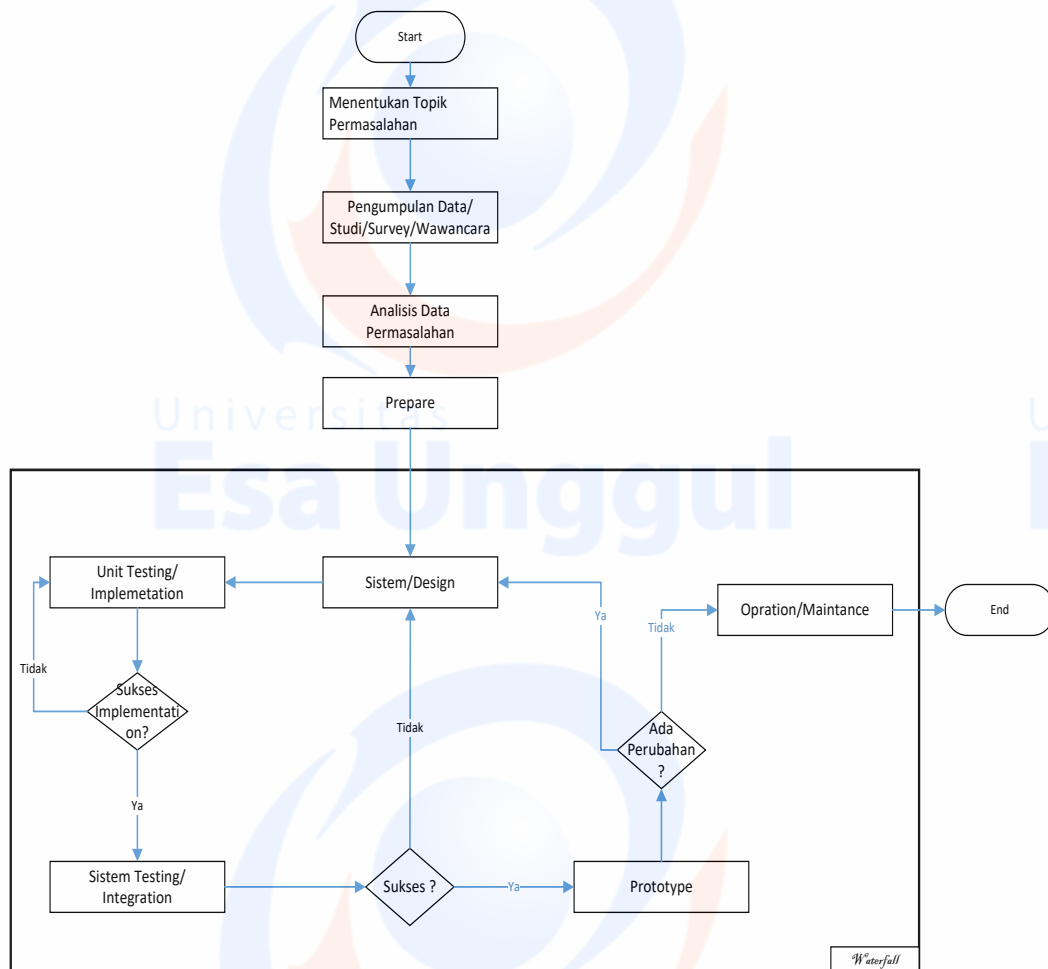 Start
Menentukan Topik
Permasalahan
Pengumpulan Data/
Studi/Survey/Wawancara
Analisis Data
Permasalahan
Prepare
Universitas
Esa Unggul
U
Unit Testing/
Implemetation
Sistem/Design
Opration/Maintance
End
Ya
Tidak
Tidak
Sukses
Implementati
on?
Tidak
Ada
Perubahan
?
Ya
Sistem Testing/
Integration
Sukses ?
Ya
Prototype
Waterfall